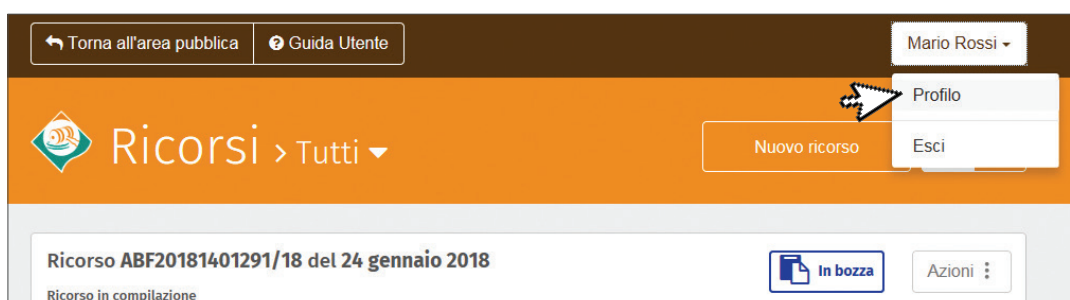 Torna all'area pubblica Guida Utente Mario Rossi
Profilo
Ricorsi > Tutti Nuovo ricorso Esci
Ricorso ABF20181401291/18 del 24 gennaio 2018 In bozza Azioni
Ricorso in compilazione